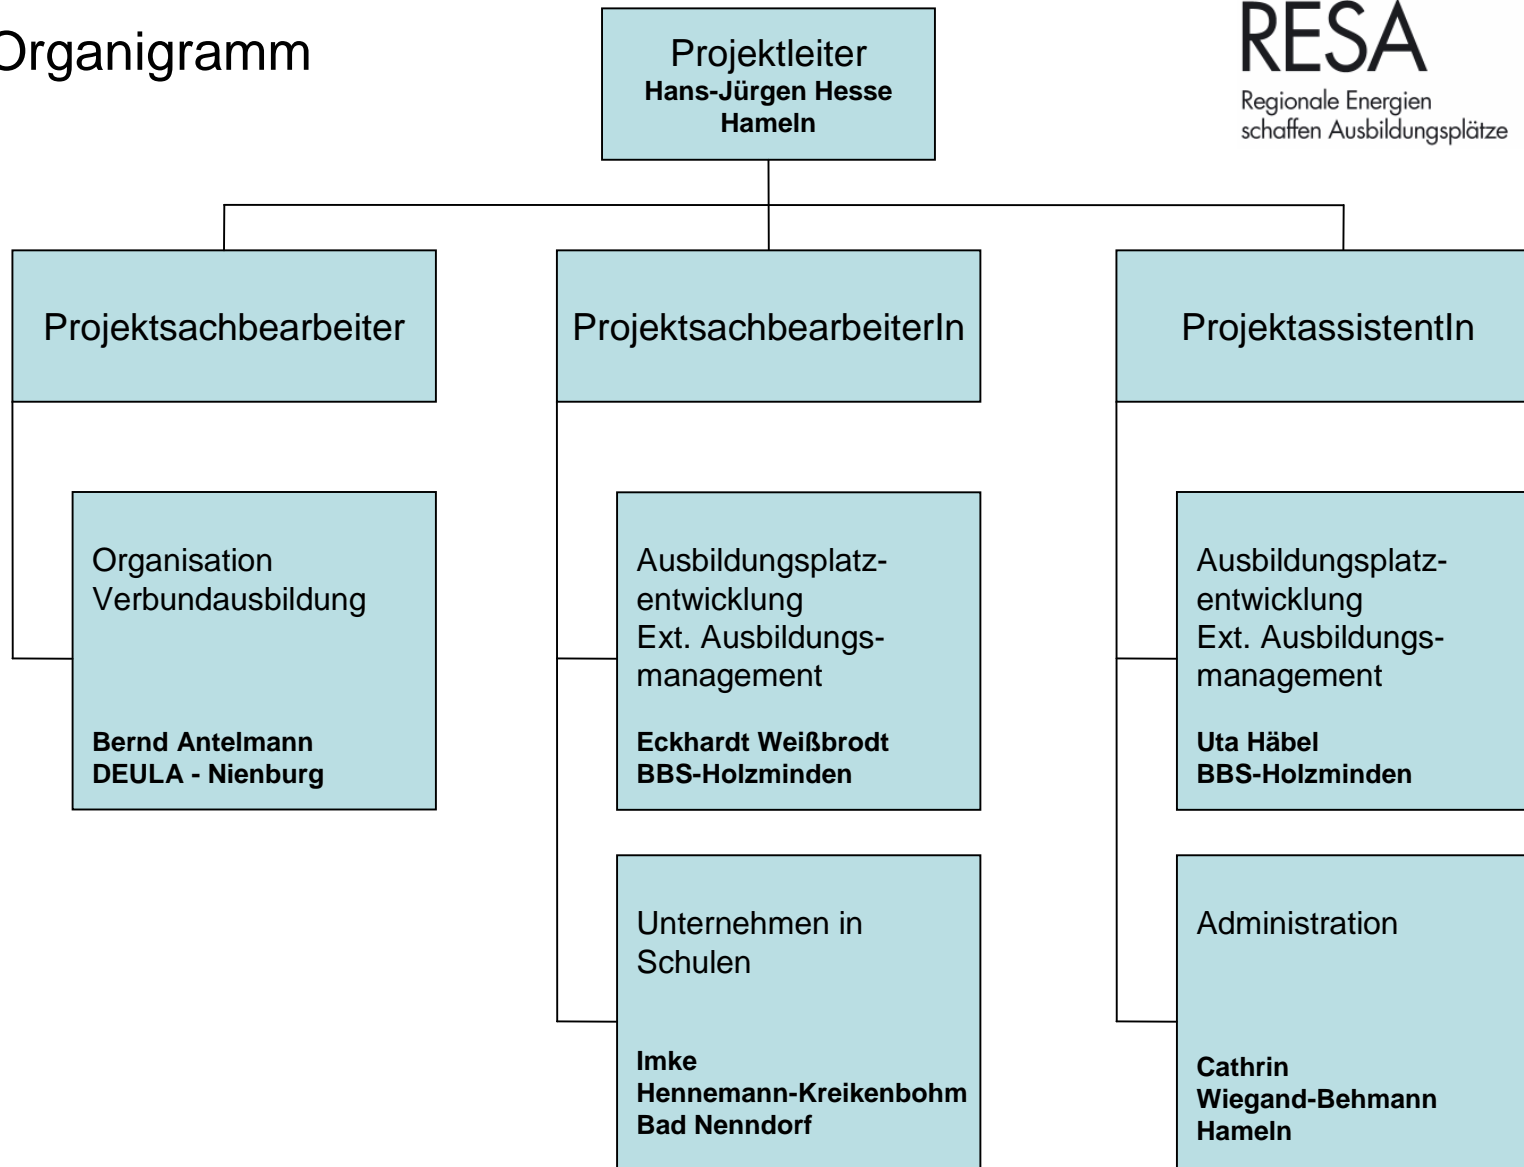 Organigramm
Projektleiter
Hans-Jürgen Hesse
Hameln
RESA
Regionale Energien
schaffen Ausbildungsplätze
Projektsachbearbeiter
ProjektsachbearbeiterIn
ProjektassistentIn
Organisation
Verbundausbildung
Bernd Antelmann
DEULA - Nienburg
Ausbildungsplatz-
entwicklung
Ext. Ausbildungs-
management
Eckhardt Weißbrodt
BBS-Holzminden
Ausbildungsplatz-
entwicklung
Ext. Ausbildungs-
management
Uta Häbel
BBS-Holzminden
Unternehmen in
Schulen
Imke
Hennemann-Kreikenbohm
Bad Nenndorf
Administration
Cathrin
Wiegand-Behmann
Hameln